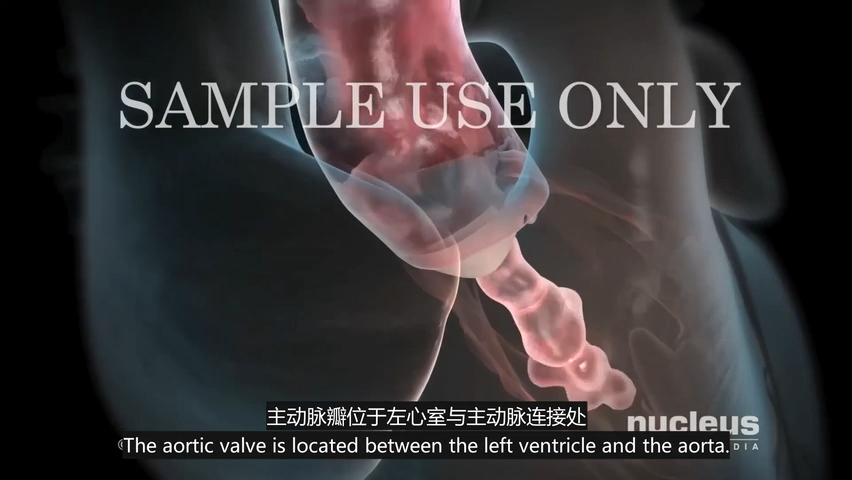 SAMPLE USE ONLY
主动脉瓣位于左心室与主动脉连接处
nucleus
The aortic valve is located between the left ventricle and the aorta.
DIA